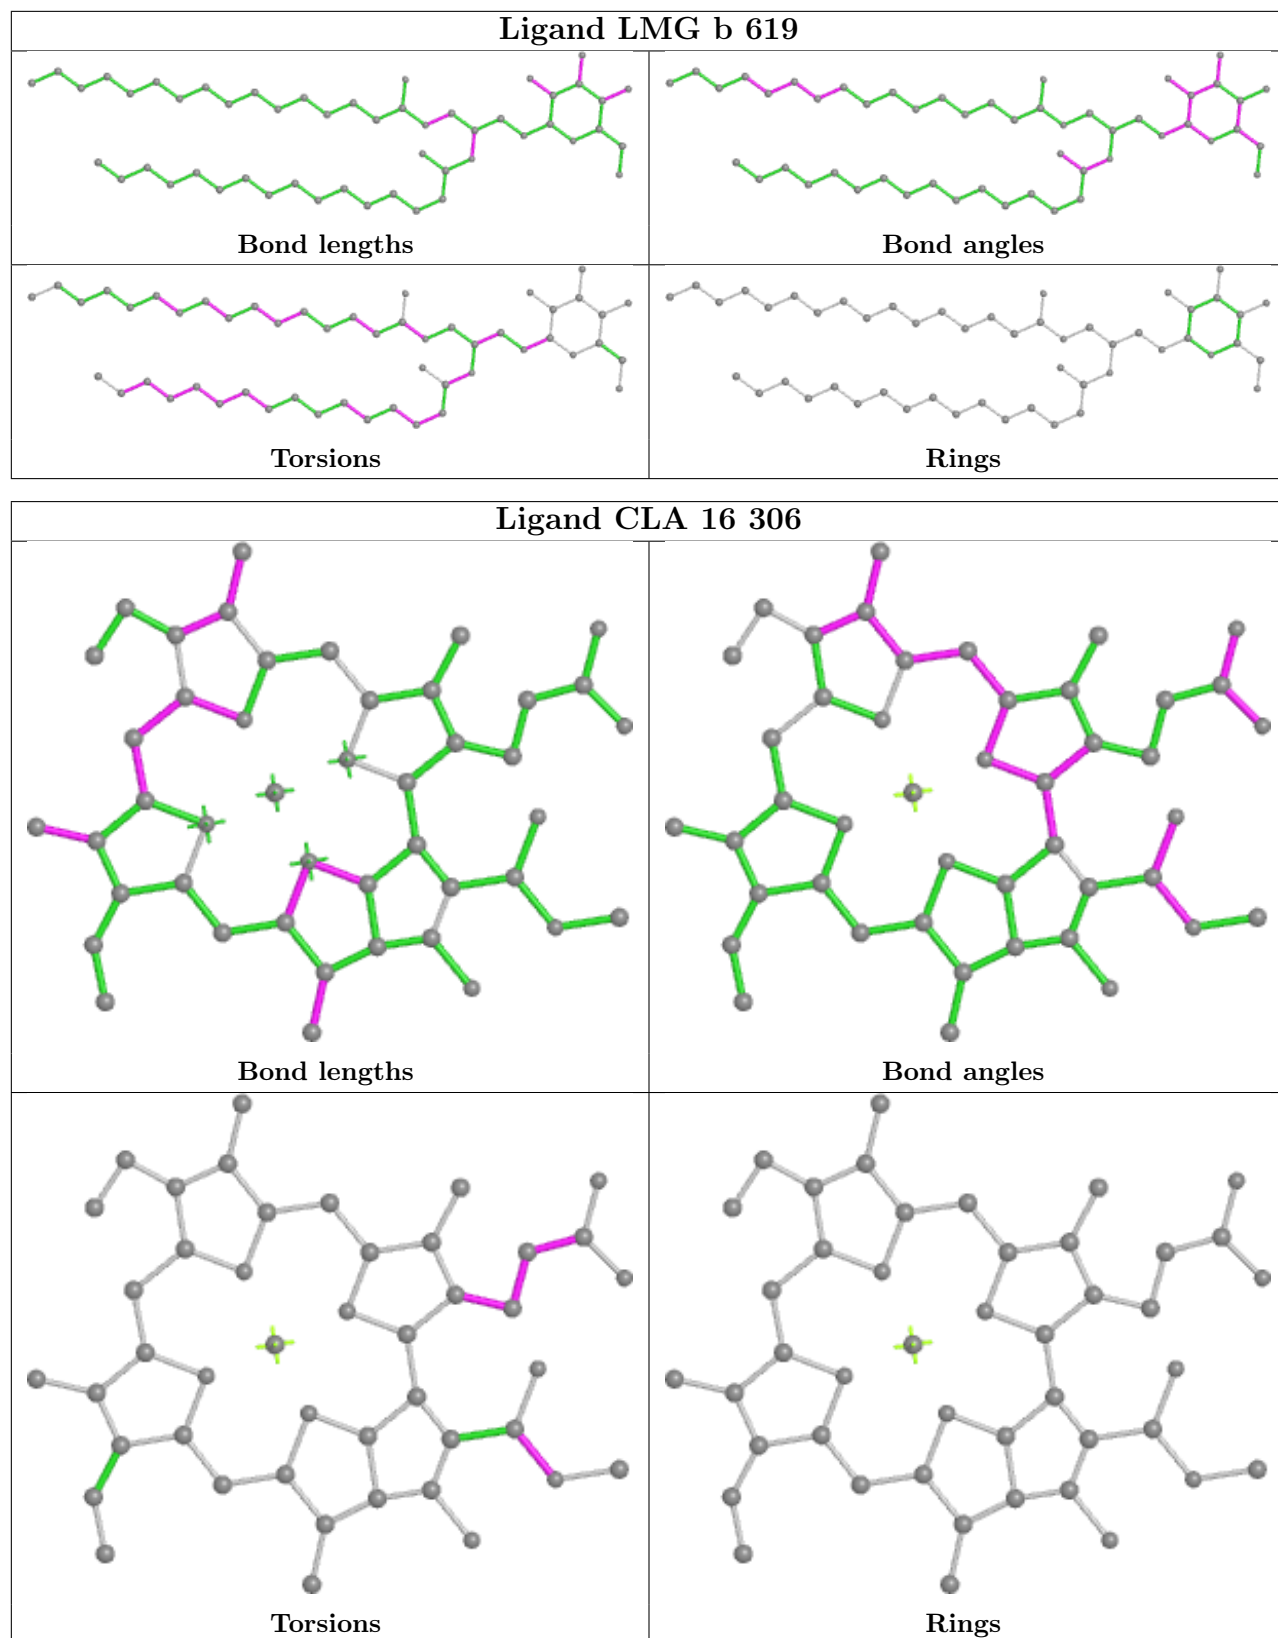 Ligand LMG b 619
Bond lengths
Bond angles
Torsions
Rings
Ligand CLA 16 306
Bond lengths
Bond angles
Torsions
Rings